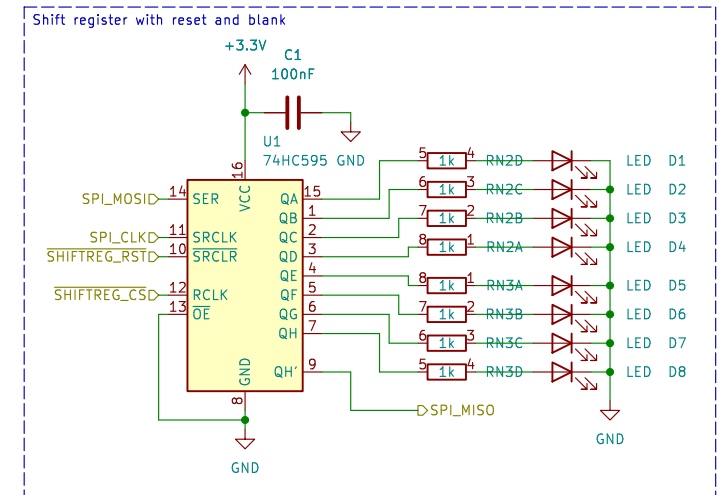 Shift register with reset and blank
+3.3V
C1
100nF
GND
U1
74HC595
16
VCC
SPI_MOSI 14 SER QA 15
QB 1
SPI_CLK 11 SRCLK QC 2
SHIFTREG_RST 10 SRCLR QD 3
QE 4
SHIFTREG_CS 12 RCLK QF 5
13 OE QG 6
QH 7
QH' 9
GND
8
GND
SPI_MISO
5 1k 4 RN2D LED D1
6 1k 3 RN2C LED D2
7 1k 2 RN2B LED D3
8 1k 1 RN2A LED D4
8 1k 1 RN3A LED D5
7 1k 2 RN3B LED D6
6 1k 3 RN3C LED D7
5 1k 4 RN3D LED D8
GND